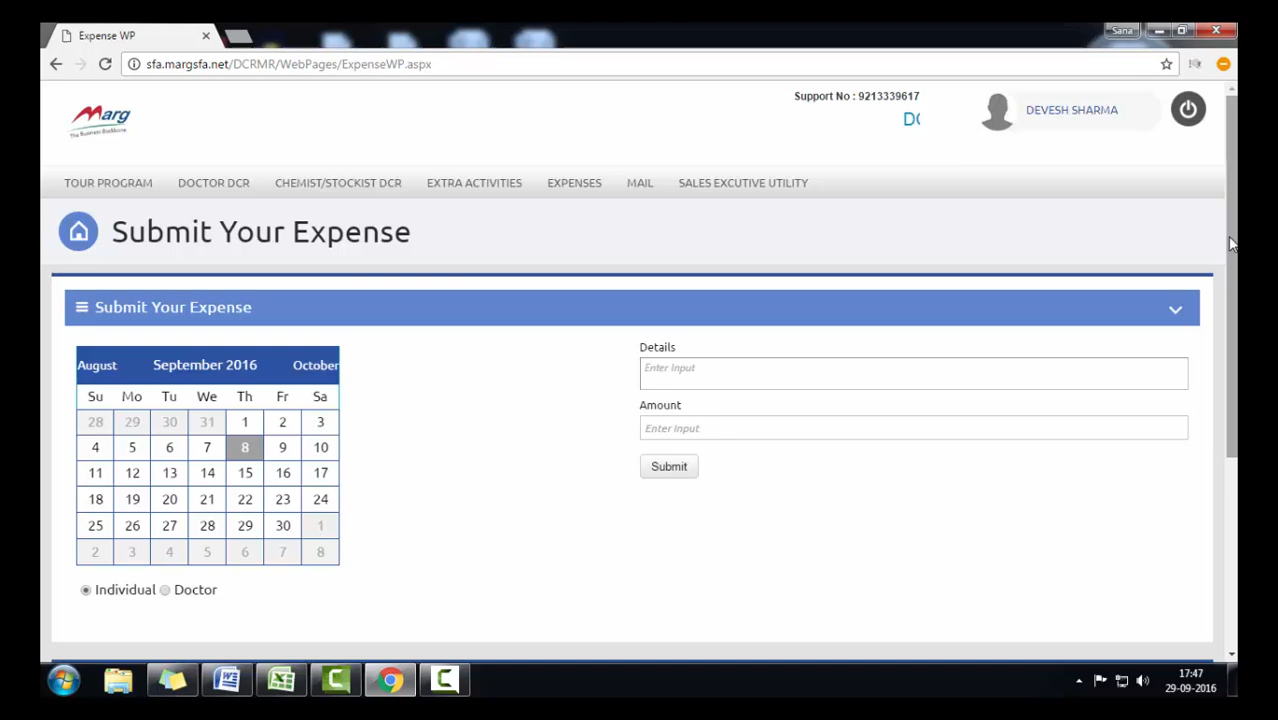 Expense WP
Sana
sfa.margsfa.net/DCRMR/WebPages/ExpenseWP.aspx
Marg
The Business Backbone
Support No : 9213339617
DC
DEVESH SHARMA
TOUR PROGRAM DOCTOR DCR CHEMIST/STOCKIST DCR EXTRA ACTIVITIES EXPENSES MAIL SALES EXCUTIVE UTILITY
Submit Your Expense
Submit Your Expense
August September 2016 October
Su Mo Tu We Th Fr Sa
28 29 30 31 1 2 3
4 5 6 7 8 9 10
11 12 13 14 15 16 17
18 19 20 21 22 23 24
25 26 27 28 29 30 1
2 3 4 5 6 7 8
Individual Doctor
Details
Enter Input
Amount
Enter Input
Submit
17:47
29-09-2016